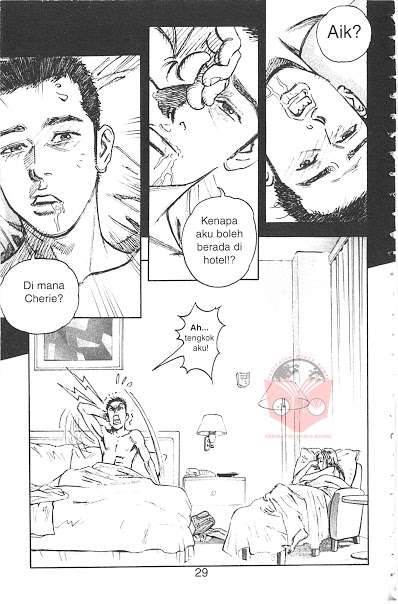 Aik?
Kenapa
aku boleh
berada di
hotel!?
Di mana
Cherie?
Ah...
tengkok
aku!
29